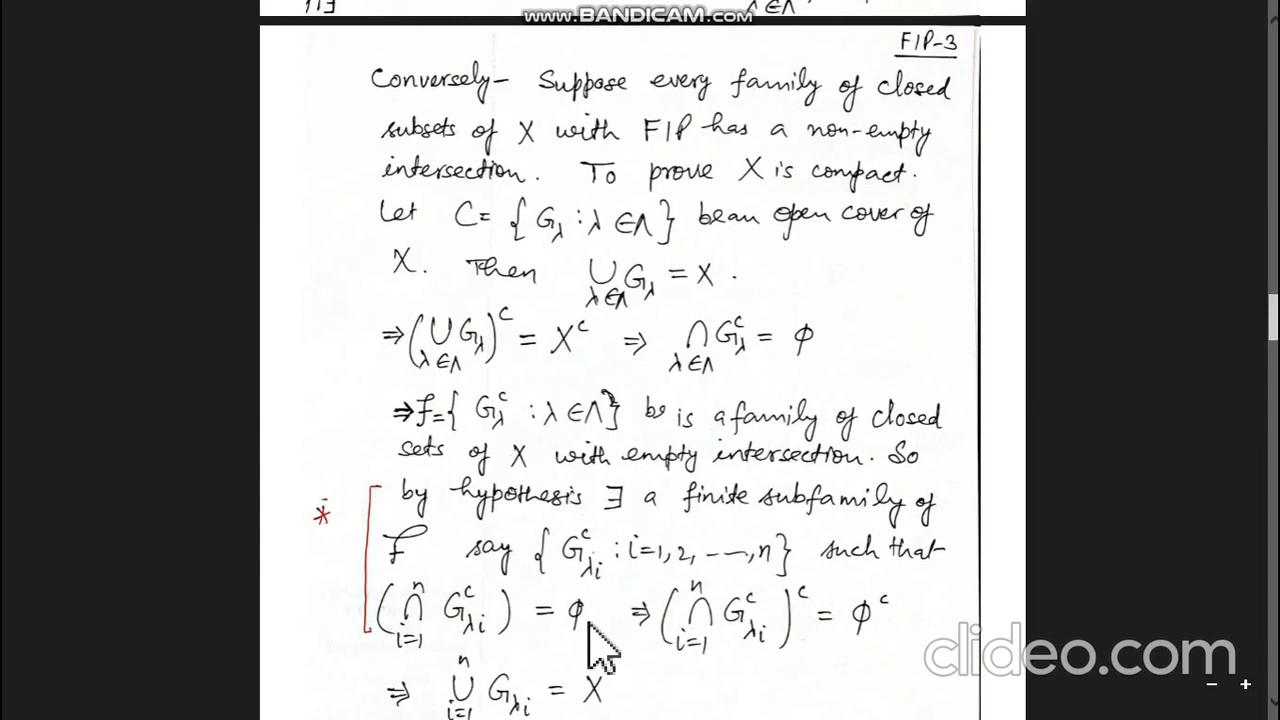 www.BANDICAM.com
λ∈Λ
FIP-3
Conversely- Suppose every family of closed
subsets of X with FIP has a non-empty
intersection. To prove X is compact.
Let C = { G_λ : λ ∈ Λ } be an open cover of
X. Then ∪_{λ∈Λ} G_λ = X.
⇒ (∪_{λ∈Λ} G_λ)^c = X^c ⇒ ∩_{λ∈Λ} G_λ^c = φ
⇒ F = { G_λ^c : λ ∈ Λ } be is a family of closed
sets of X with empty intersection. So
* by hypothesis ∃ a finite subfamily of
F say { G_{λi}^c : i=1,2, ---,n } such that
(∩_{i=1}^n G_{λi}^c) = φ ⇒ (∩_{i=1}^n G_{λi}^c)^c = φ^c
⇒ ∪_{i=1}^n G_{λi} = X
clideo.com